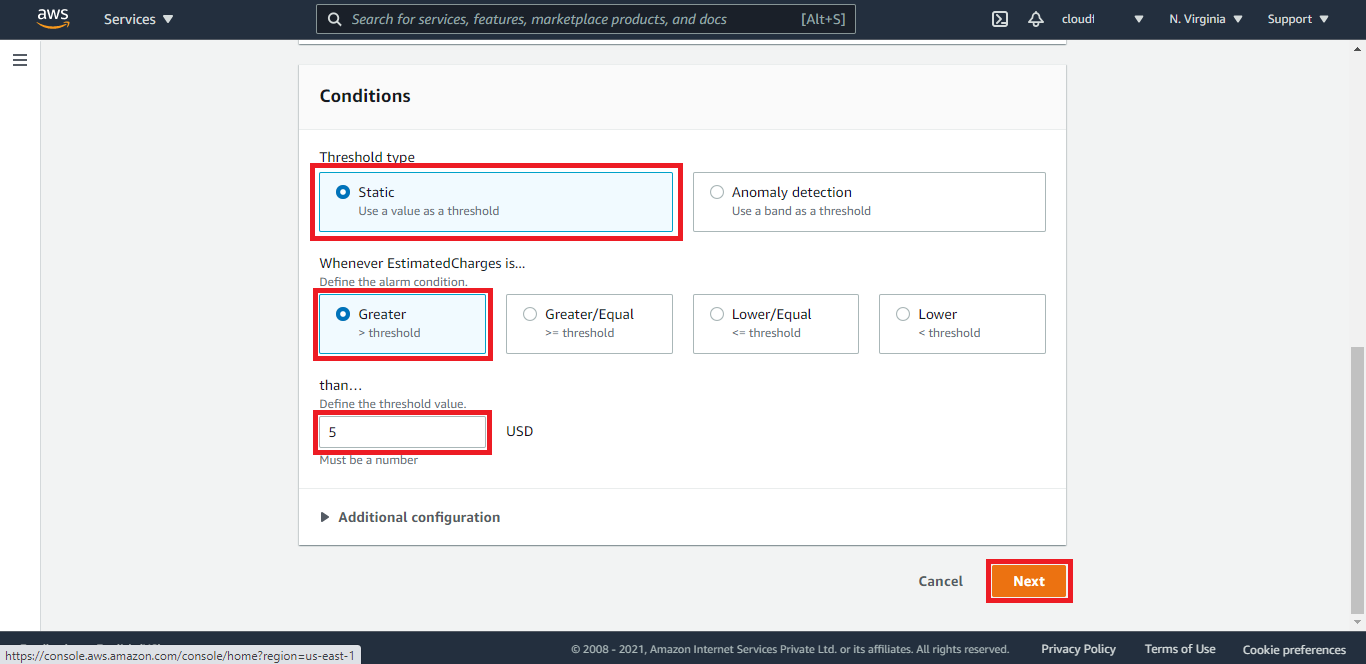 aws Services Search for services, features, marketplace products, and docs [Alt+S] N. Virginia Support
Conditions
Threshold type
Static Anomaly detection
Use a value as a threshold Use a band as a threshold
Whenever EstimatedCharges is...
Define the alarm condition.
Greater Greater/Equal Lower/Equal Lower
> threshold >= threshold <= threshold < threshold
than...
Define the threshold value.
5 USD
Must be a number
Additional configuration
Cancel Next
© 2008 - 2021, Amazon Internet Services Private Ltd. or its affiliates. All rights reserved. Privacy Policy Terms of Use Cookie preferences
https://console.aws.amazon.com/console/home?region=us-east-1